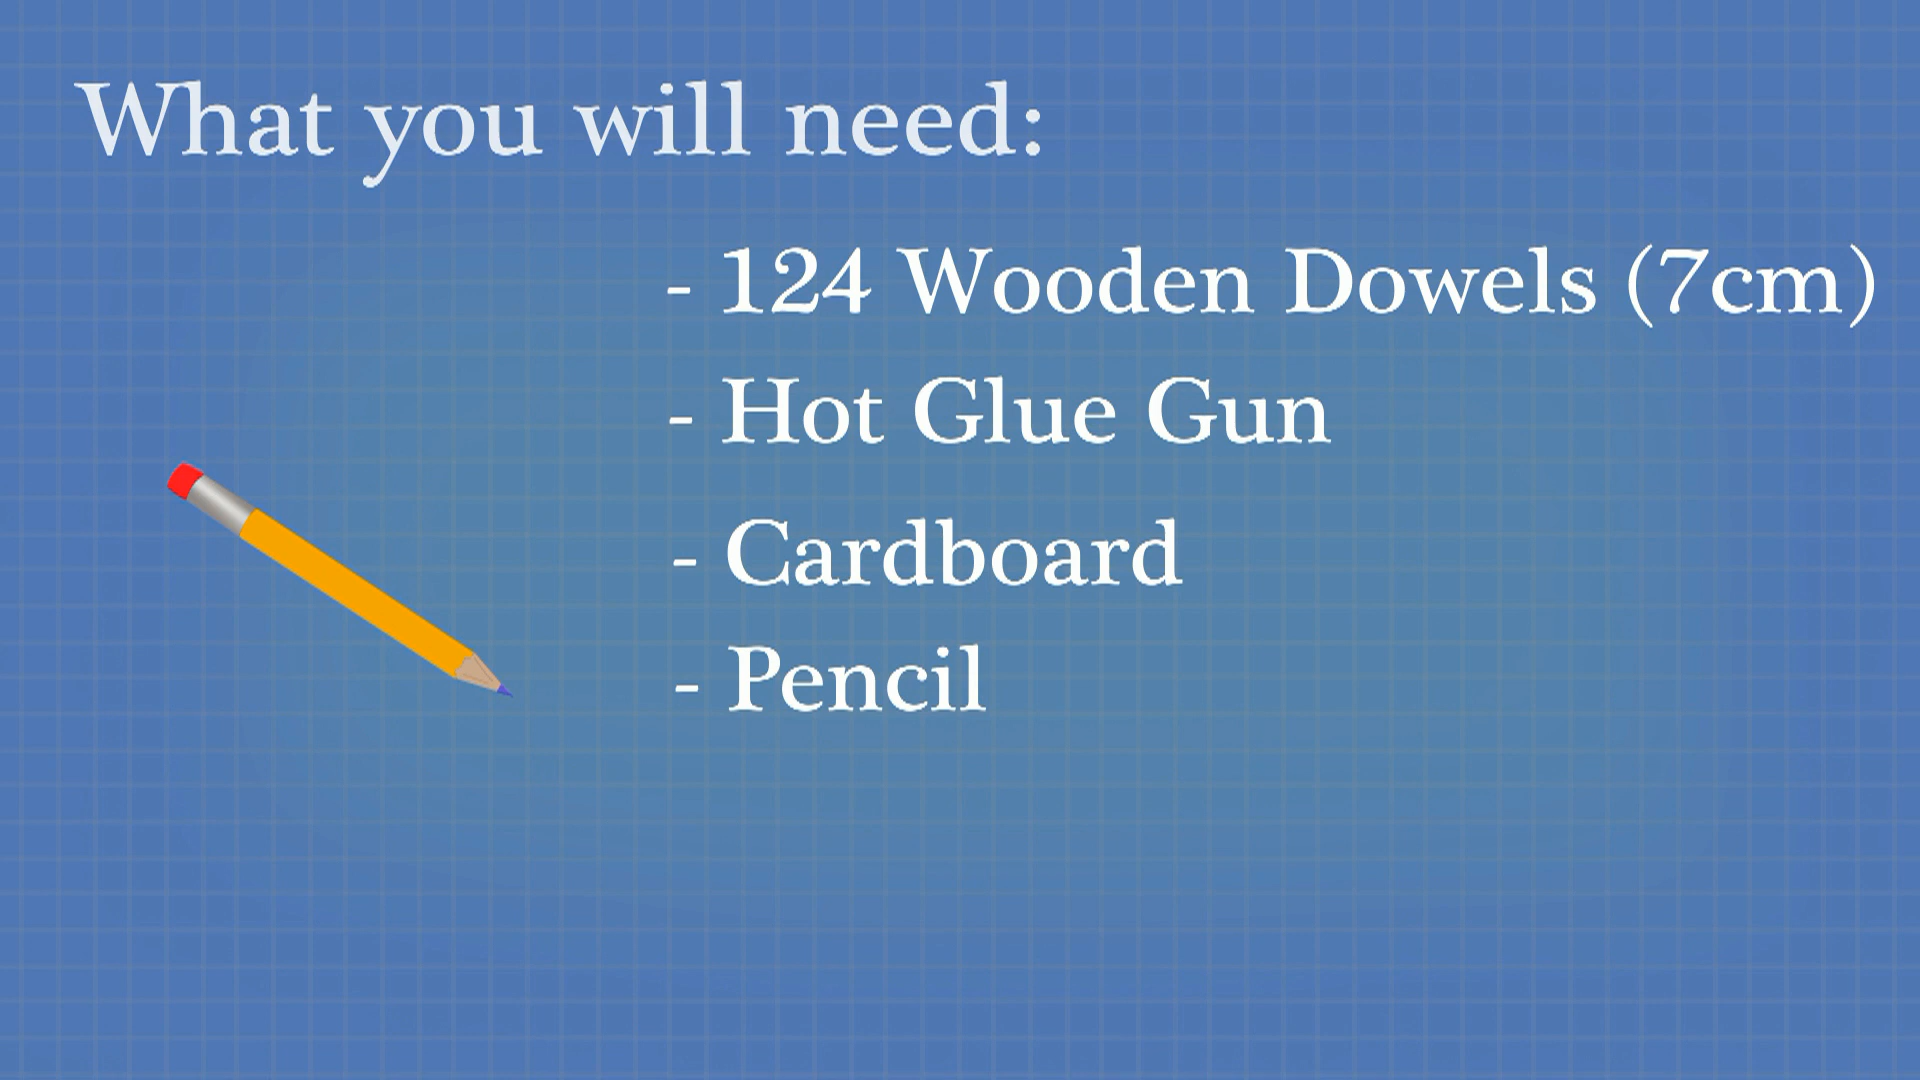 What you will need:
- 124 Wooden Dowels (7cm)
- Hot Glue Gun
- Cardboard
- Pencil